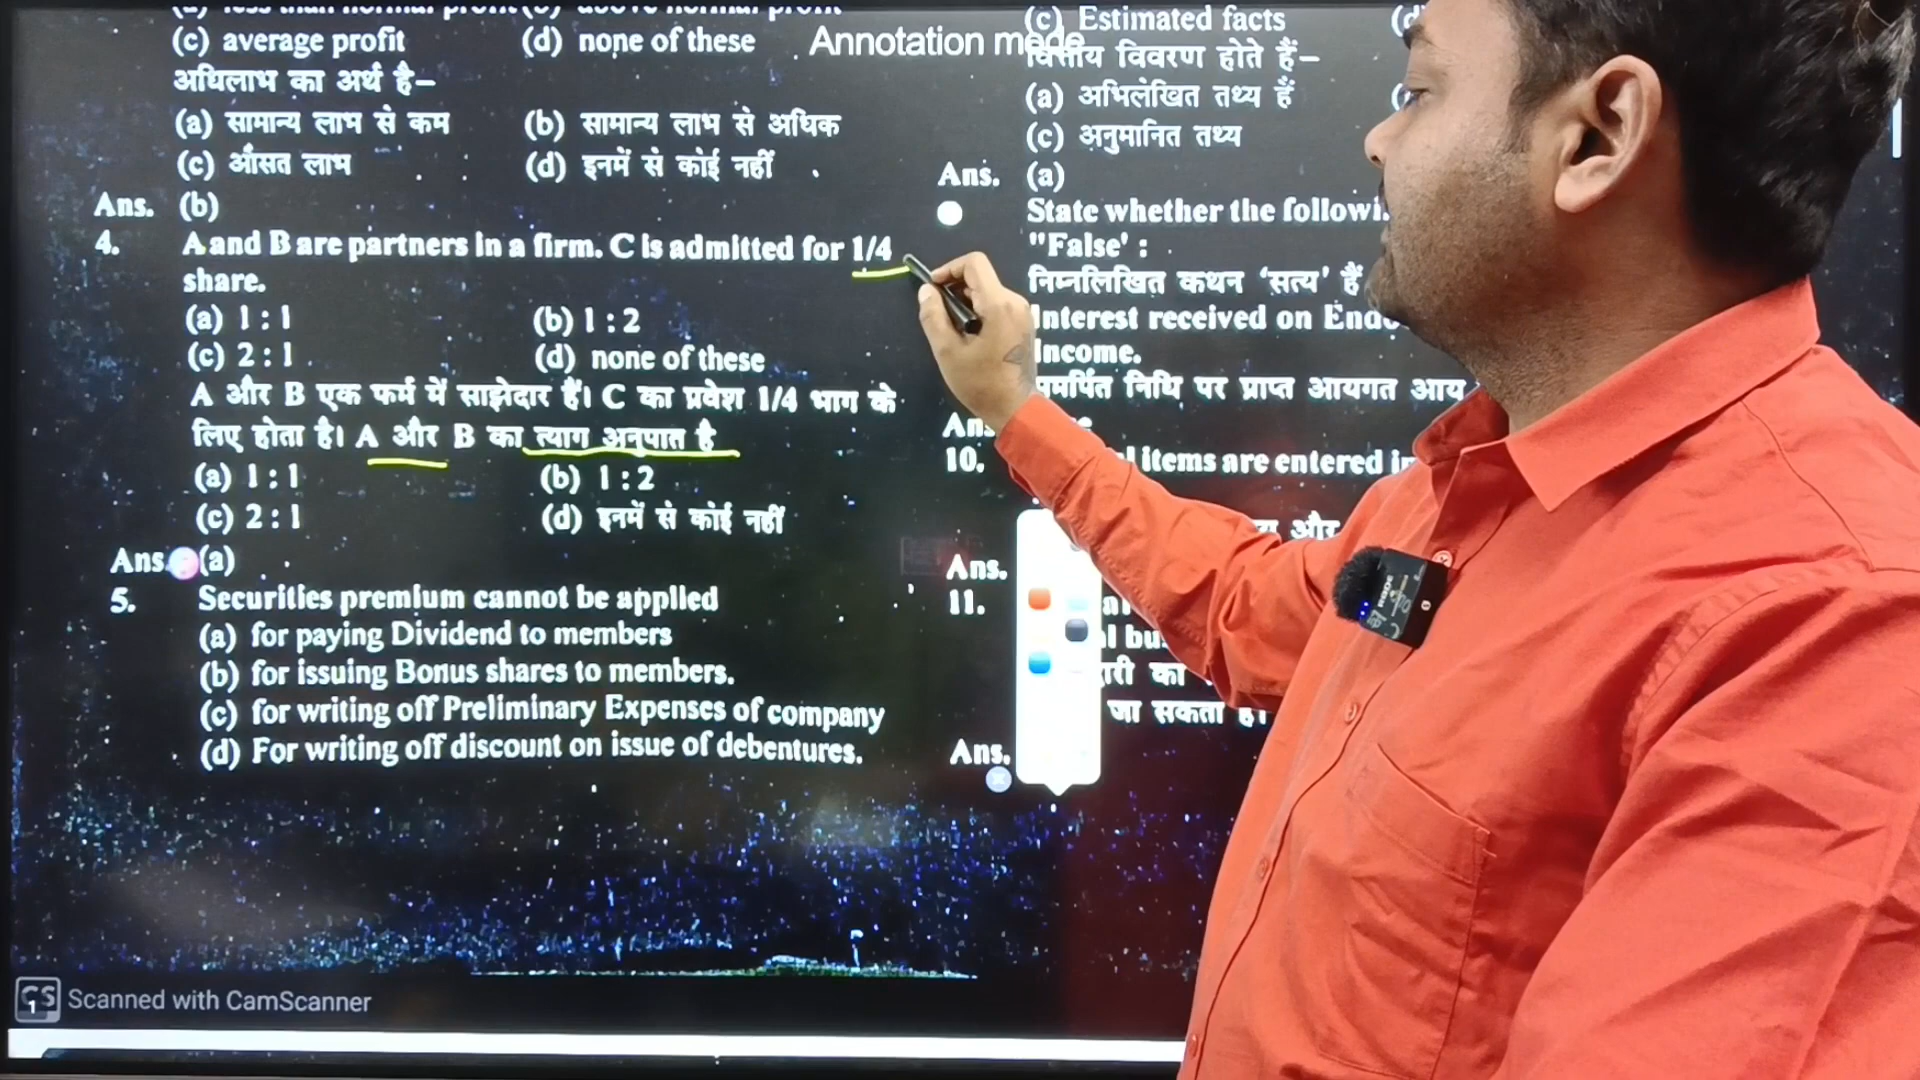 (c) average profit (d) none of these
अधिलाभ का अर्थ है–
(a) सामान्य लाभ से कम (b) सामान्य लाभ से अधिक
(c) औसत लाभ (d) इनमें से कोई नहीं
Ans. (b)
4. A and B are partners in a firm. C is admitted for 1/4
share.
(a) 1 : 1 (b) 1 : 2
(c) 2 : 1 (d) none of these
A और B एक फर्म में साझेदार हैं। C का प्रवेश 1/4 भाग के
लिए होता है। A और B का त्याग अनुपात है
(a) 1 : 1 (b) 1 : 2
(c) 2 : 1 (d) इनमें से कोई नहीं
Ans. (a)
5. Securities premium cannot be applied
(a) for paying Dividend to members
(b) for issuing Bonus shares to members.
(c) for writing off Preliminary Expenses of company
(d) For writing off discount on issue of debentures.
Annotation mode
(c) Estimated facts
वित्तीय विवरण होते हैं–
(a) अभिलेखित तथ्य हैं
(c) अनुमानित तथ्य
Ans. (a)
State whether the
"False' :
निम्नलिखित कथन ‘सत्य’ हैं
Interest received on
Income.
निधि पर प्राप्त आयगत आय
10. items are entered
और
Ans.
11.
का
जा सकता है।
Ans.
CS Scanned with CamScanner
1
RODE